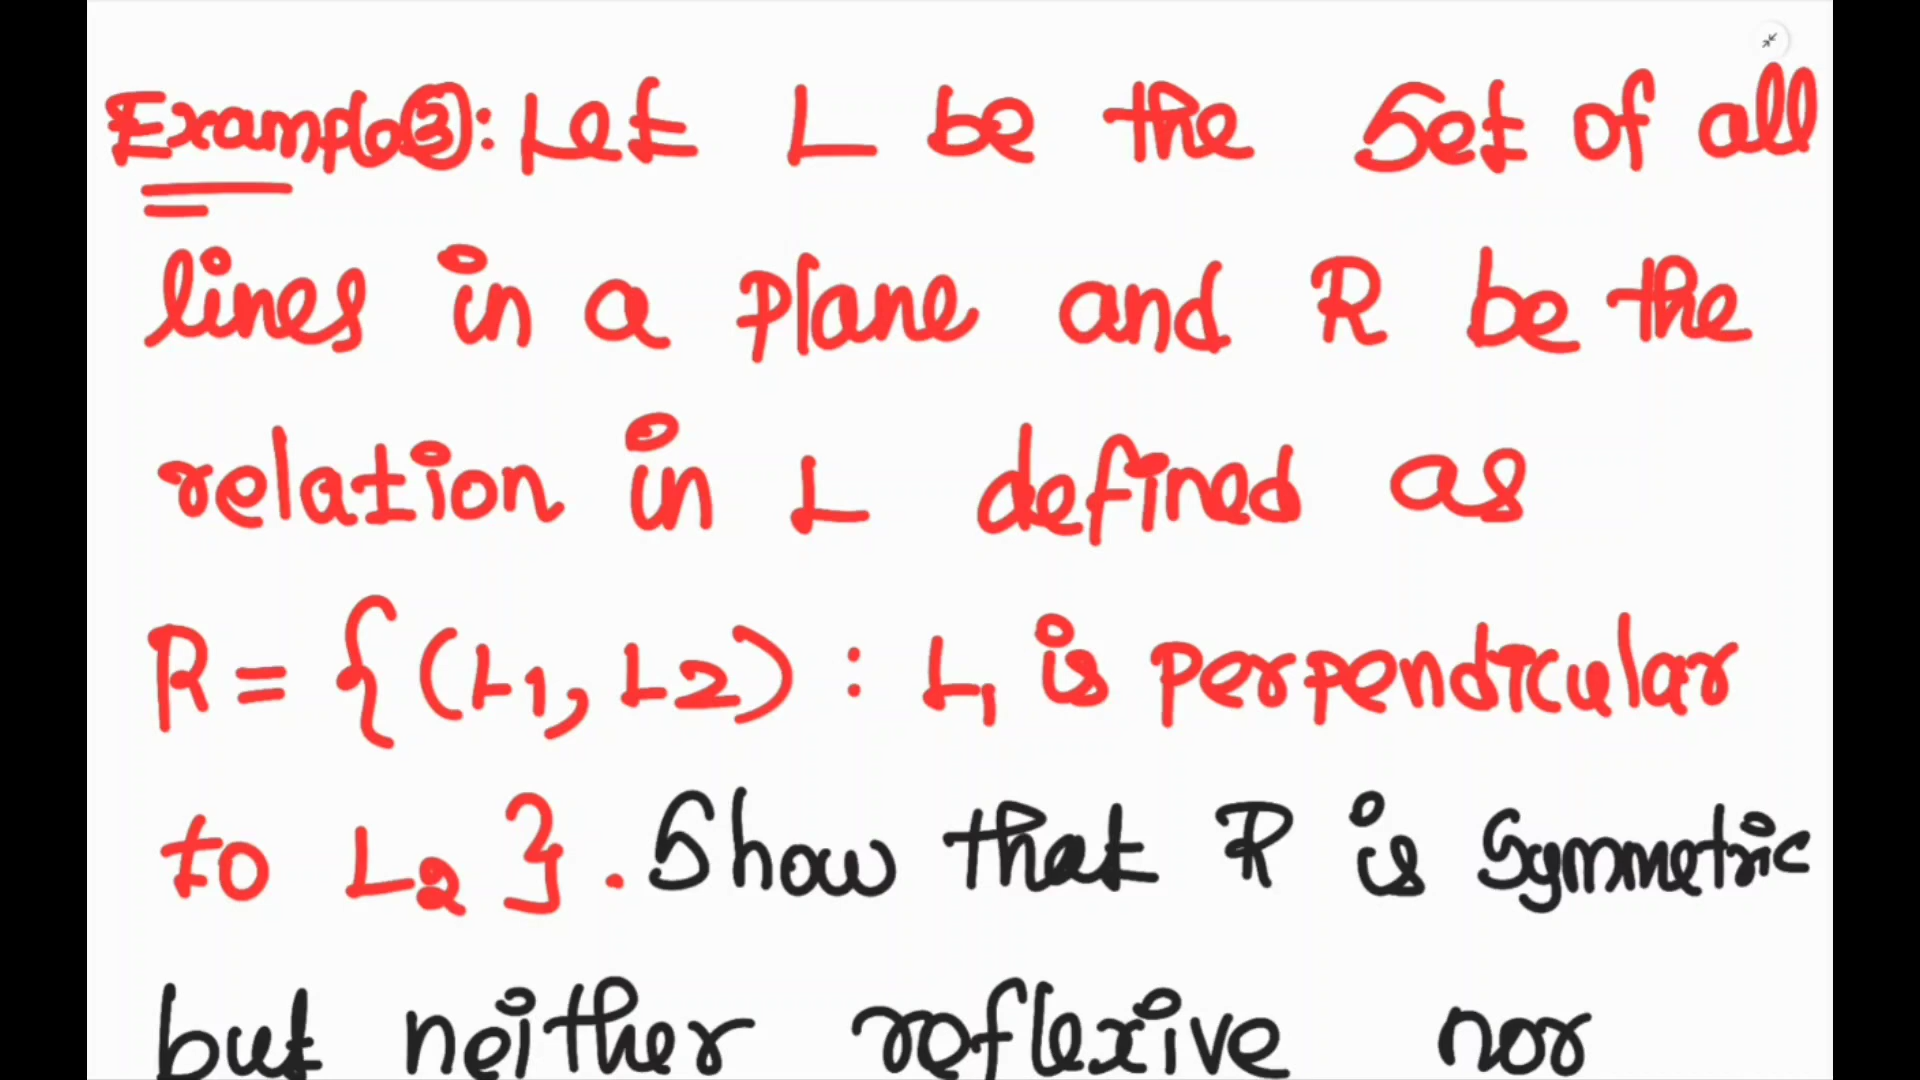 Example③: Let L be the Set of all
lines in a plane and R be the
relation in L defined as
R = { (L1, L2) : L1 is perpendicular
to L2 } . Show that R is Symmetric
but neither reflexive nor